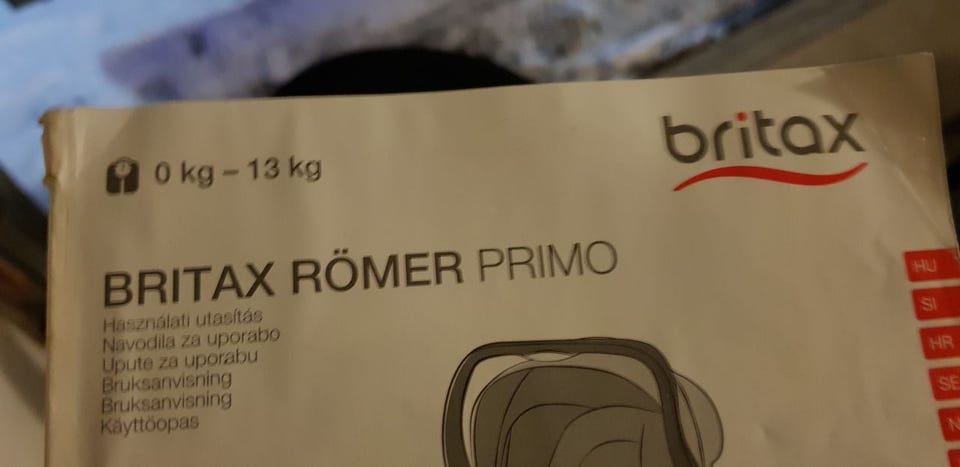 britax
0 kg – 13 kg
BRITAX RÖMER PRIMO
Használati utasítás
Navodila za uporabo
Upute za uporabu
Bruksanvisning
Bruksanvisning
Käyttöopas
HU
SI
HR
SE
N